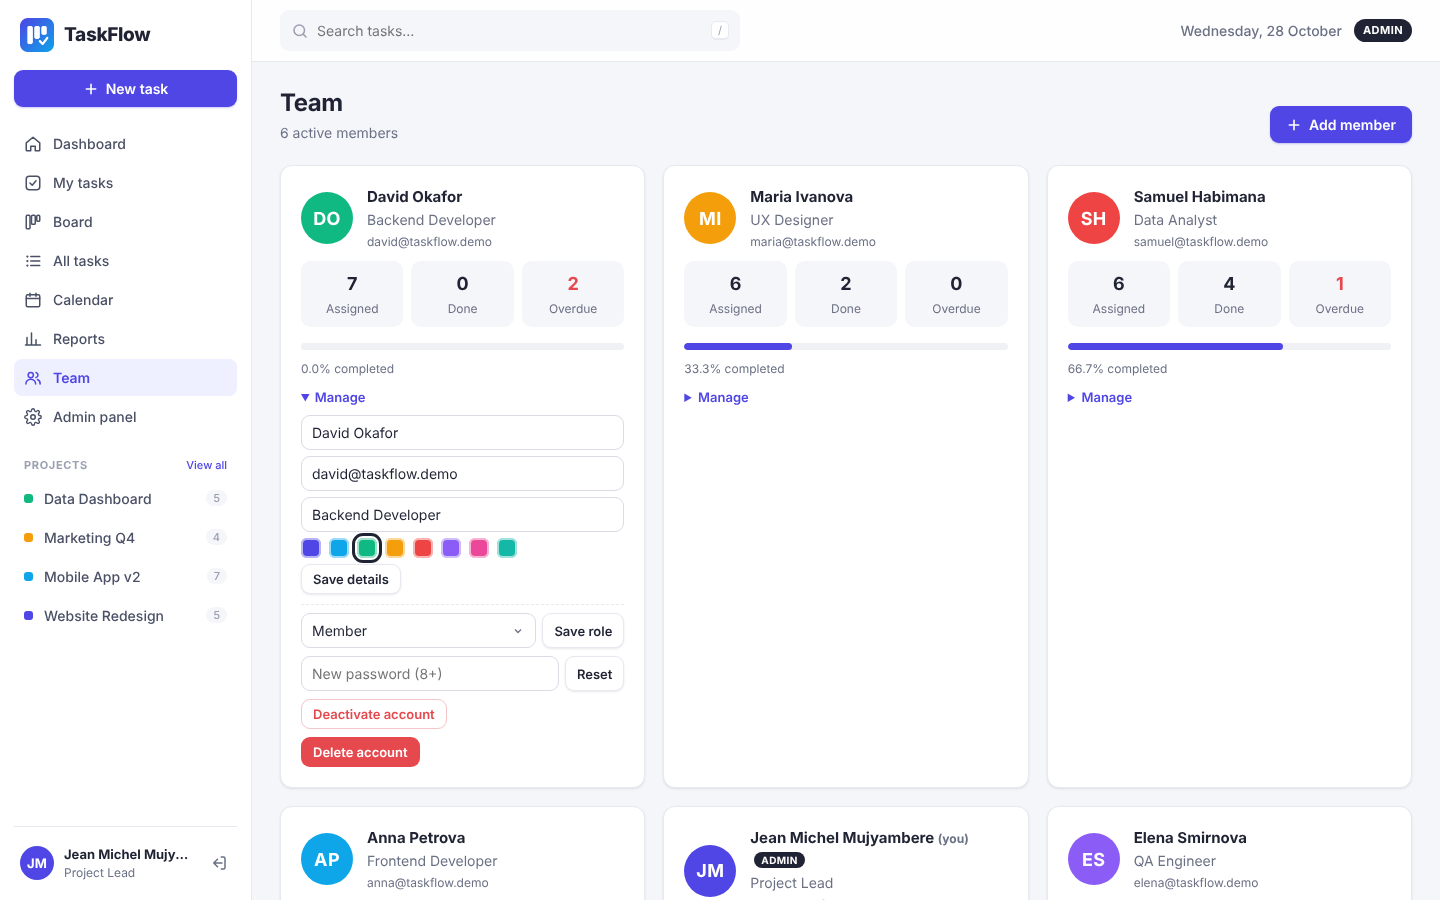 TaskFlow
New task
Dashboard
My tasks
Board
All tasks
Calendar
Reports
Team
Admin panel
PROJECTS View all
Data Dashboard 5
Marketing Q4 4
Mobile App v2 7
Website Redesign 5
JM Jean Michel Mujy...
Project Lead
Search tasks... /
Wednesday, 28 October ADMIN
Team
6 active members
Add member
DO
David Okafor
Backend Developer
david@taskflow.demo
7 0 2
Assigned Done Overdue
0.0% completed
Manage
David Okafor
david@taskflow.demo
Backend Developer
Save details
Member Save role
New password (8+) Reset
Deactivate account
Delete account
MI
Maria Ivanova
UX Designer
maria@taskflow.demo
6 2 0
Assigned Done Overdue
33.3% completed
Manage
SH
Samuel Habimana
Data Analyst
samuel@taskflow.demo
6 4 1
Assigned Done Overdue
66.7% completed
Manage
AP
Anna Petrova
Frontend Developer
anna@taskflow.demo
JM
Jean Michel Mujyambere (you)
ADMIN
Project Lead
ES
Elena Smirnova
QA Engineer
elena@taskflow.demo